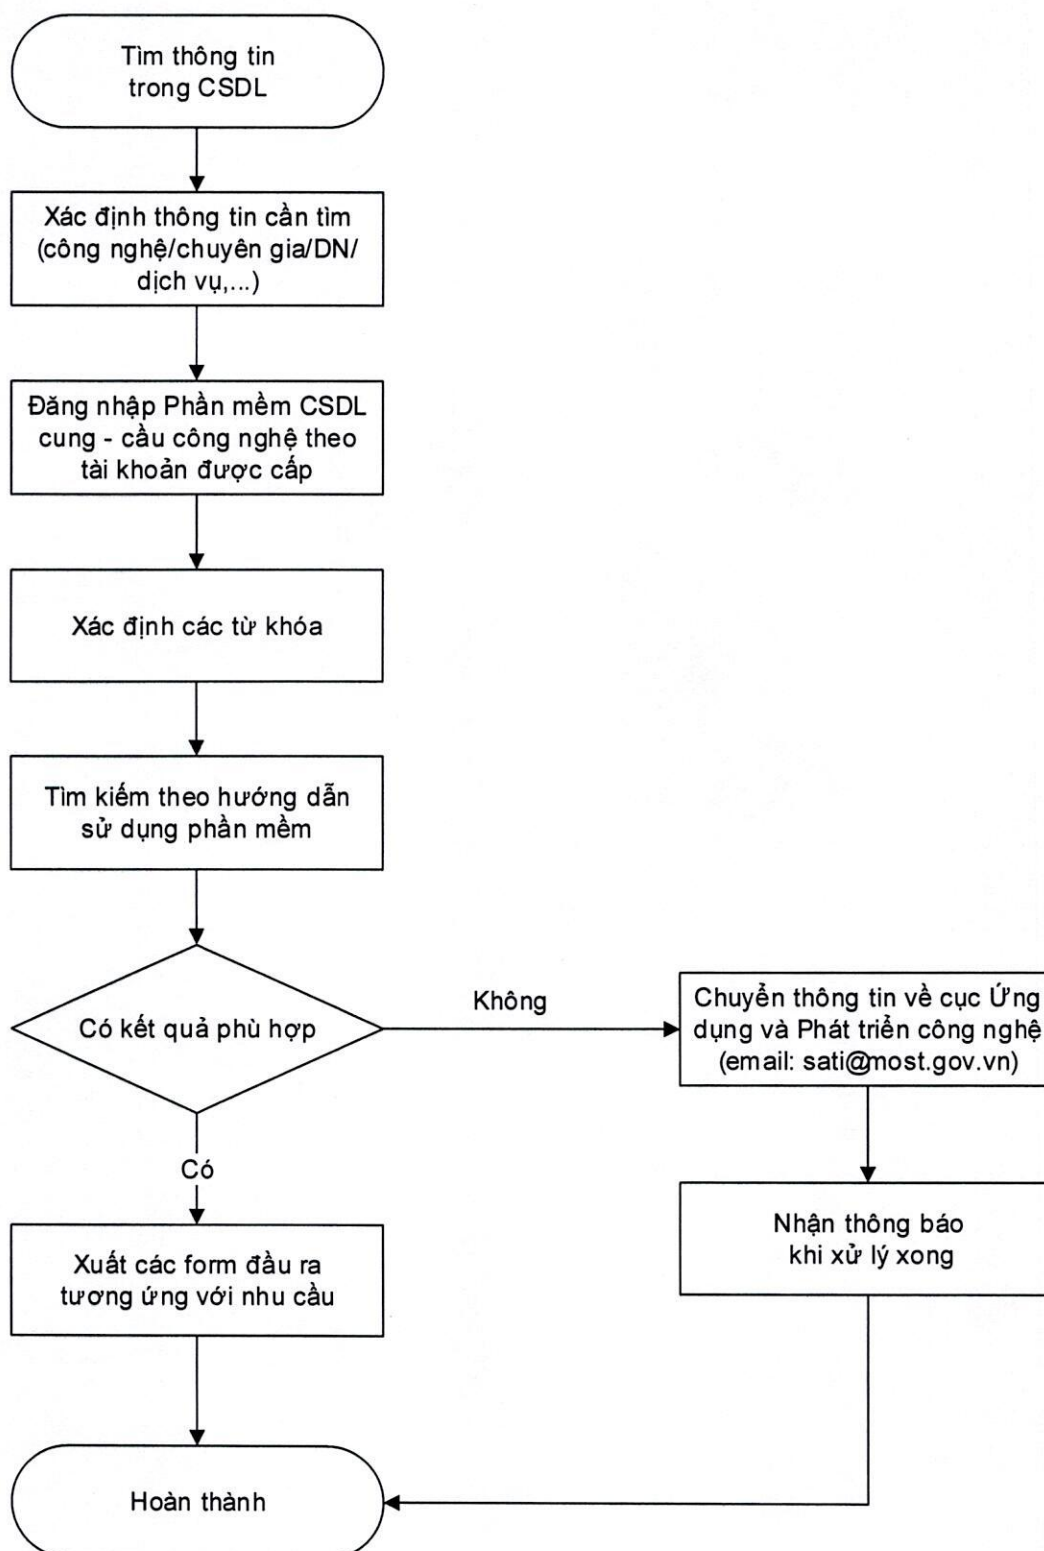 Tìm thông tin
trong CSDL
Xác định thông tin cần tìm
(công nghệ/chuyên gia/DN/
dịch vụ,...)
Đăng nhập Phần mềm CSDL
cung - cầu công nghệ theo
tài khoản được cấp
Xác định các từ khóa
Tìm kiếm theo hướng dẫn
sử dụng phần mềm
Có kết quả phù hợp
Không
Chuyển thông tin về cục Ứng
dụng và Phát triển công nghệ
(email: sati@most.gov.vn)
Có
Nhận thông báo
khi xử lý xong
Xuất các form đầu ra
tương ứng với nhu cầu
Hoàn thành